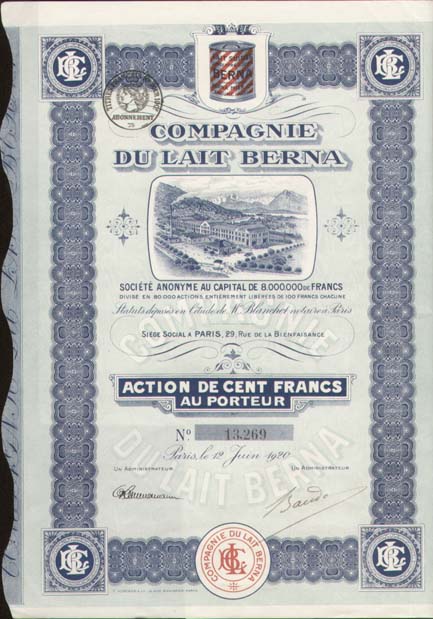 BERNA
ABONNEMENT
COMPAGNIE
DU LAIT BERNA
SOCIÉTÉ ANONYME AU CAPITAL DE 8.000.000 DE FRANCS
DIVISÉ EN 80.000 ACTIONS, ENTIÈREMENT LIBÉRÉES DE 100 FRANCS CHACUNE
Statuts déposés en l'étude de Me Blanchet notaire à Paris
SIÈGE SOCIAL A PARIS, 29, RUE DE LA BIENFAISANCE
ACTION DE CENT FRANCS
AU PORTEUR
No 13.269
Paris, le 12 Juin 1920
UN ADMINISTRATEUR UN ADMINISTRATEUR
DU LAIT BERNA
COMPAGNIE DU LAIT BERNA